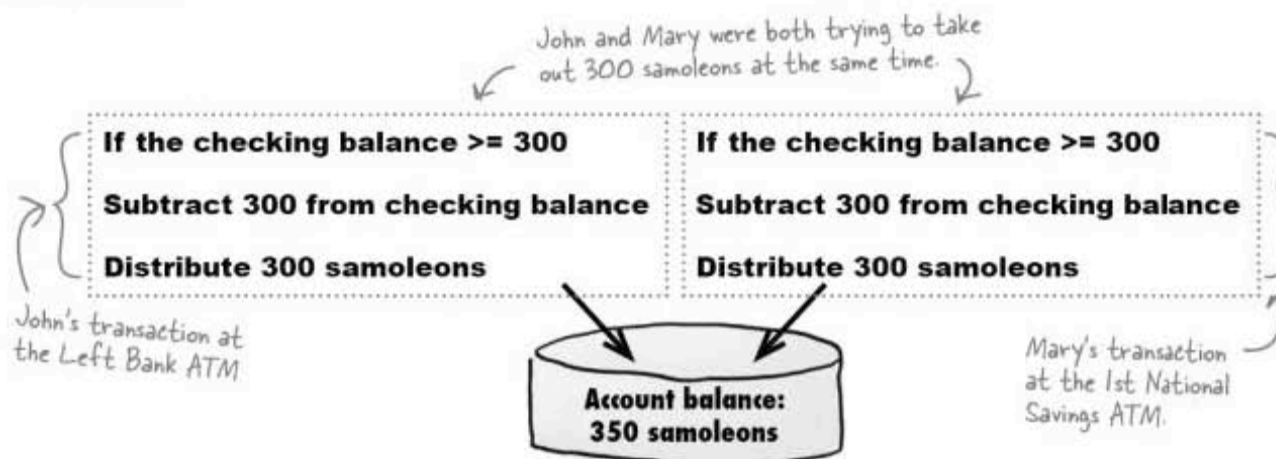 John and Mary were both trying to take
out 300 samoleons at the same time.
If the checking balance >= 300
Subtract 300 from checking balance
Distribute 300 samoleons
If the checking balance >= 300
Subtract 300 from checking balance
Distribute 300 samoleons
John's transaction at
the Left Bank ATM
Mary's transaction
at the 1st National
Savings ATM.
Account balance:
350 samoleons